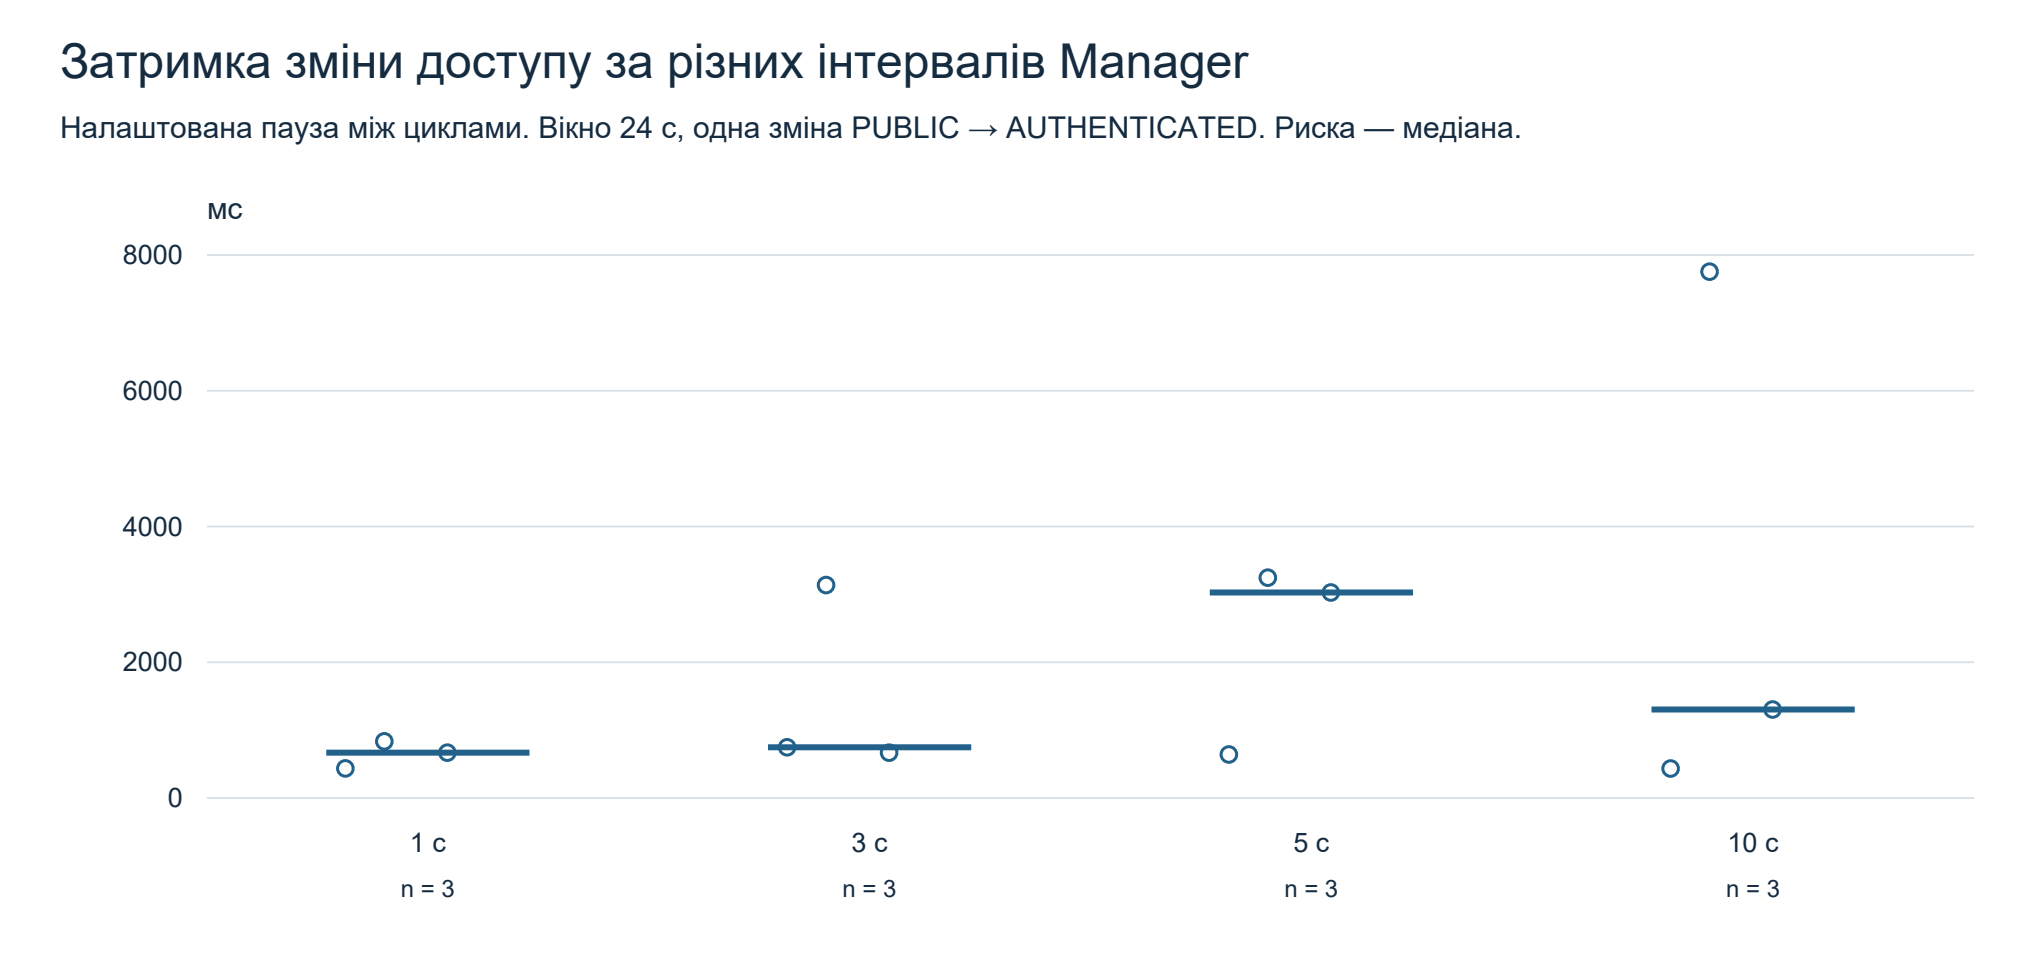 Затримка зміни доступу за різних інтервалів Manager
Налаштована пауза між циклами. Вікно 24 с, одна зміна PUBLIC → AUTHENTICATED. Риска — медіана.
мс
8000
6000
4000
2000
0
1 с
3 с
5 с
10 с
n = 3
n = 3
n = 3
n = 3